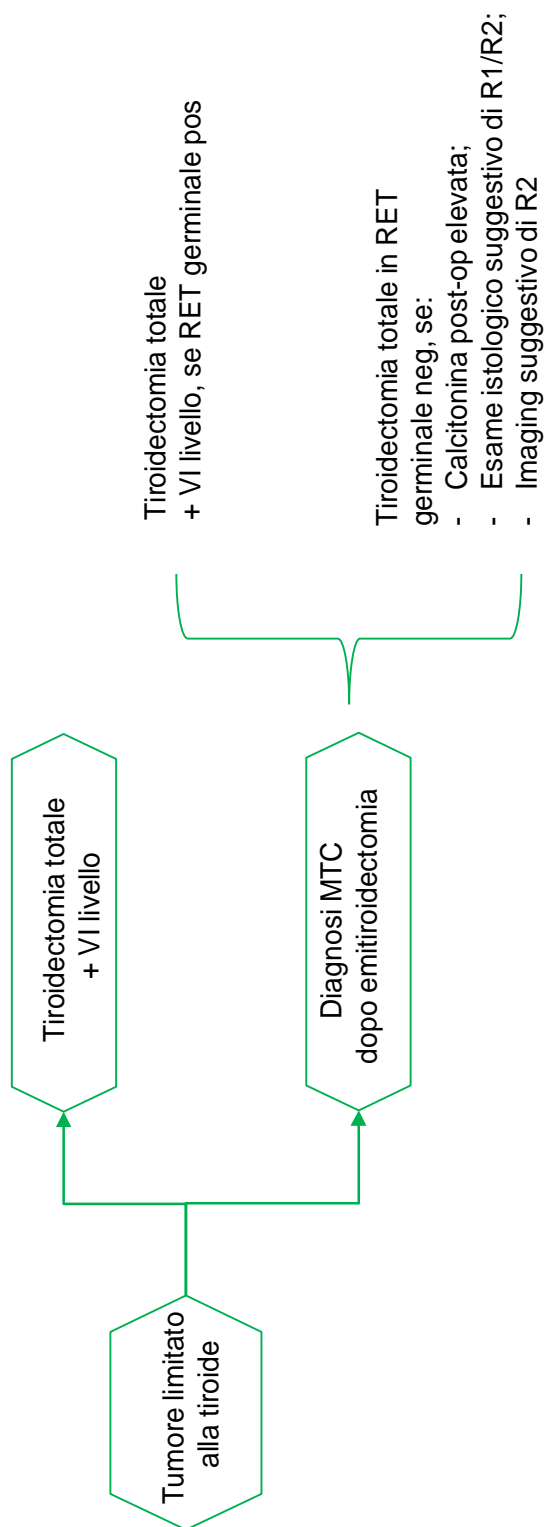 Tumore limitato
alla tiroide
Tiroidectomia totale
+ VI livello
Diagnosi MTC
dopo emitiroidectomia
Tiroidectomia totale
+ VI livello, se RET germinale pos
Tiroidectomia totale in RET
germinale neg, se:
- Calcitonina post-op elevata;
- Esame istologico suggestivo di R1/R2;
- Imaging suggestivo di R2